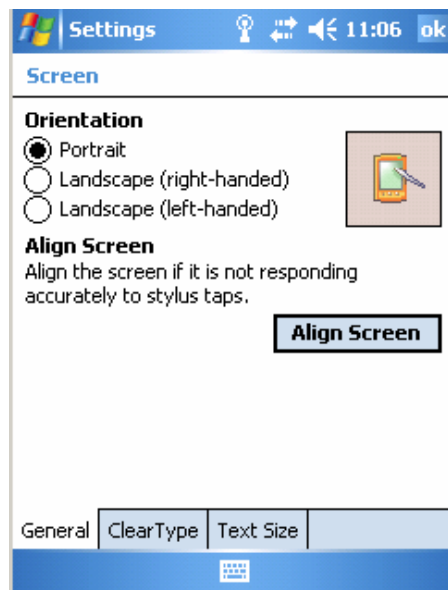 Settings 11:06 ok
Screen
Orientation
Portrait
Landscape (right-handed)
Landscape (left-handed)
Align Screen
Align the screen if it is not responding
accurately to stylus taps.
Align Screen
General ClearType Text Size